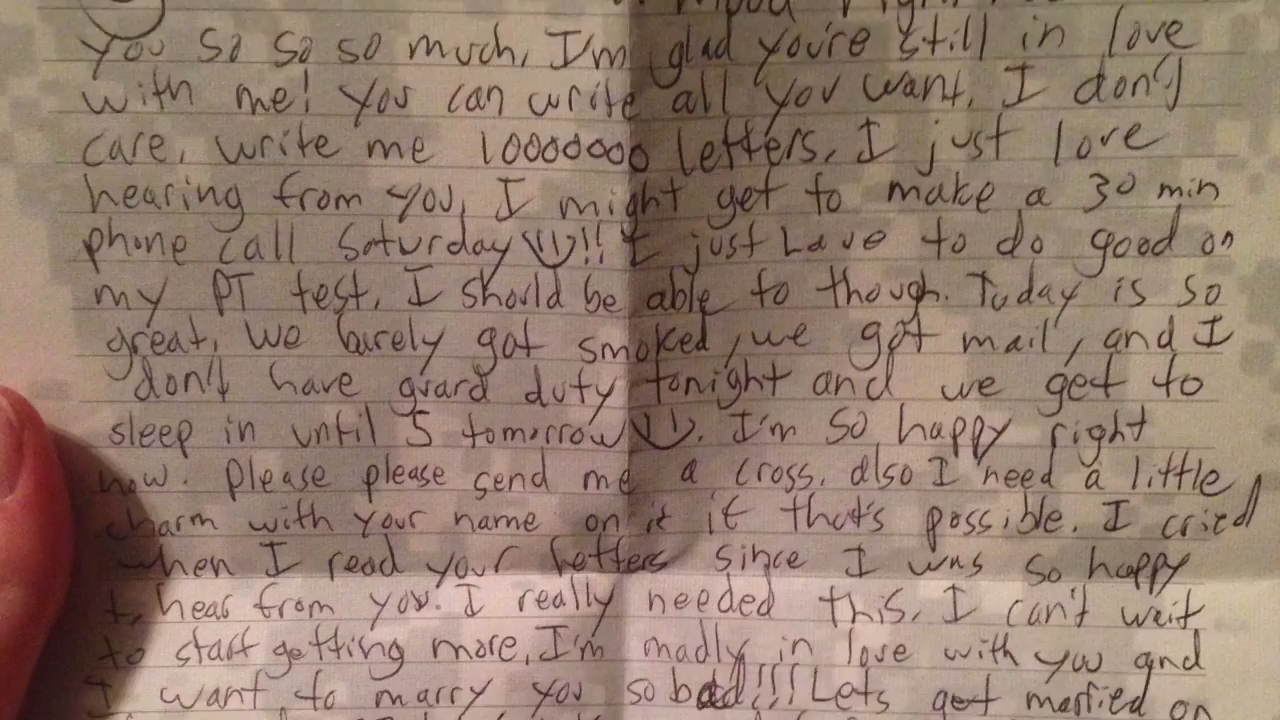 mood right
you so so so much, I'm glad you're still in love
with me! You can write all you want, I don't
care, write me 10000000 letters, I just love
hearing from you, I might get to make a 30 min
phone call Saturday !! I just have to do good on
my PT test, I should be able to though. Today is so
great, we barely got smoked, we got mail, and I
don't have guard duty tonight and we get to
sleep in until 5 tomorrow . I'm so happy right
now. Please please send me a cross, also I need a little
charm with your name on it if that's possible. I cried
when I read your letters since I was so happy
to hear from you. I really needed this, I can't weit
to start getting more, I'm madly in love with you and
I want to marry you so bad!!! Lets get married on